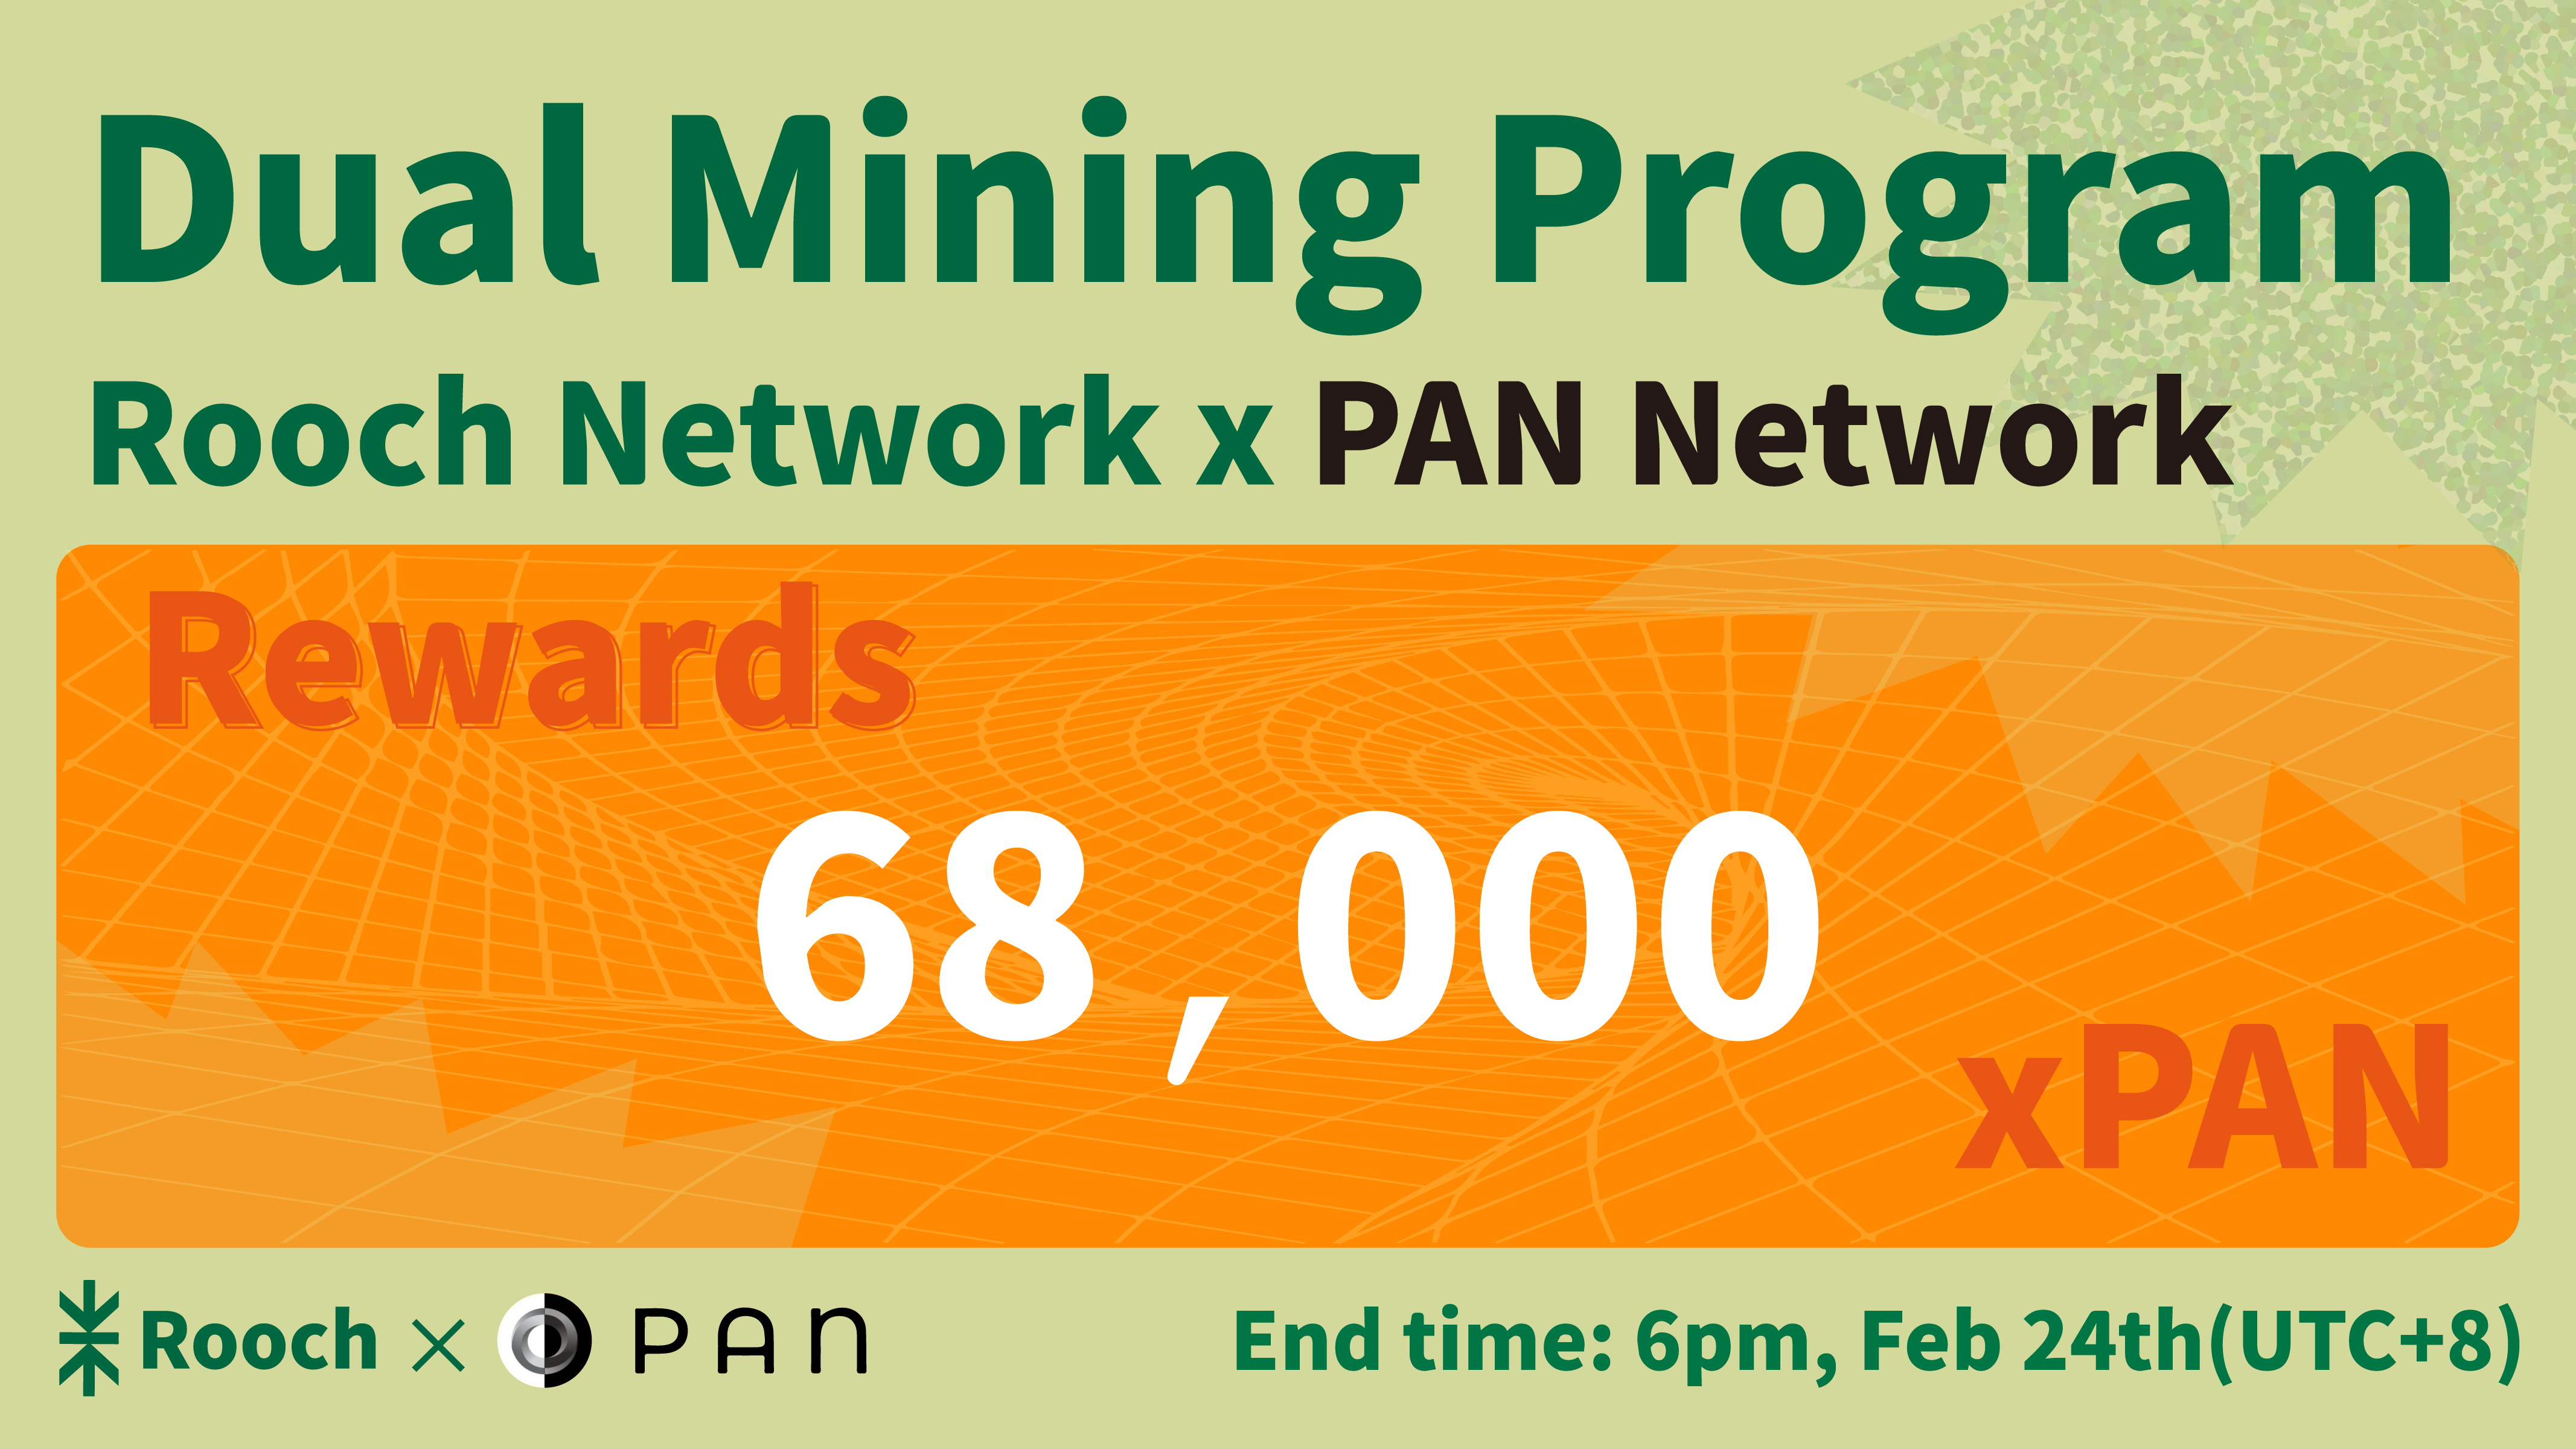 Dual Mining Program
Rooch Network x PAN Network
Rewards
68,000
xPAN
Rooch × PAN
End time: 6pm, Feb 24th(UTC+8)